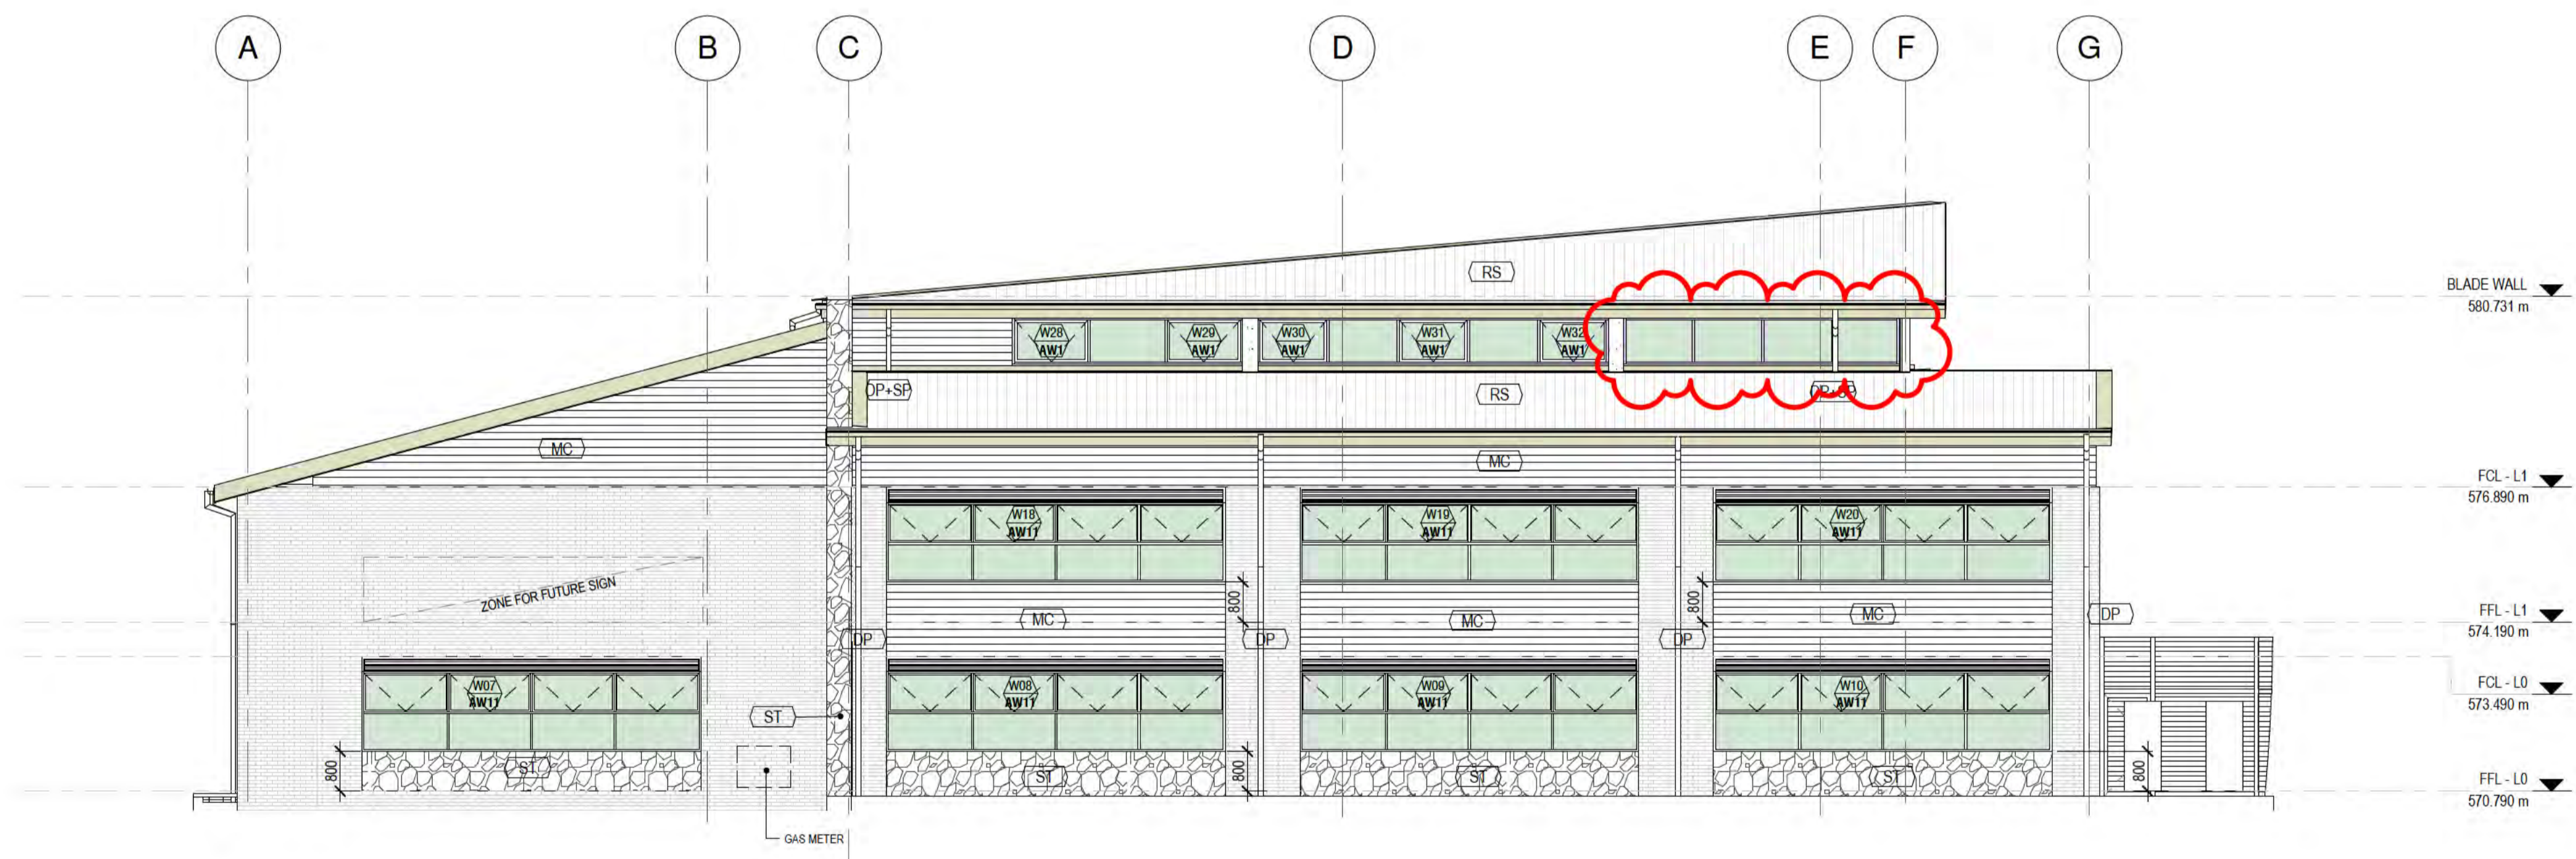 A B C D E F G
RS
BLADE WALL
580.731 m
W28
AW1
W29
AW1
W30
AW1
W31
AW1
W32
AW1
DP+SP
RS
DP+SP
MC
MC
FCL - L1
576.890 m
W18
AW11
W19
AW11
W20
AW11
ZONE FOR FUTURE SIGN
800
800
MC
MC
MC
DP
FFL - L1
574.190 m
DP
DP
DP
W07
AW11
W08
AW11
W09
AW11
W10
AW11
FCL - L0
573.490 m
ST
800
ST
800
ST
ST
ST
800
FFL - L0
570.790 m
GAS METER